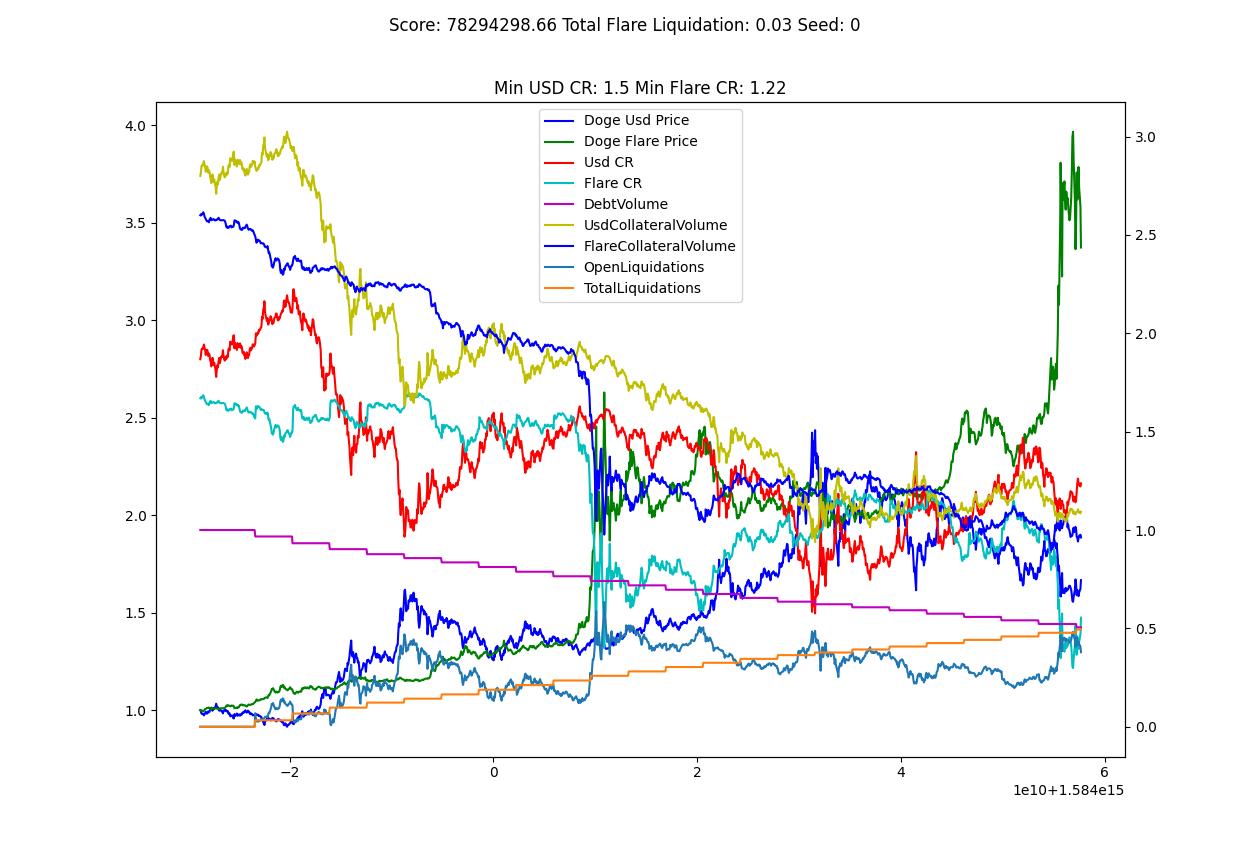 Score: 78294298.66 Total Flare Liquidation: 0.03 Seed: 0
Min USD CR: 1.5 Min Flare CR: 1.22
4.0
3.5
3.0
2.5
2.0
1.5
1.0
Doge Usd Price
Doge Flare Price
Usd CR
Flare CR
DebtVolume
UsdCollateralVolume
FlareCollateralVolume
OpenLiquidations
TotalLiquidations
3.0
2.5
2.0
1.5
1.0
0.5
0.0
−2 0 2 4 6
1e10+1.584e15